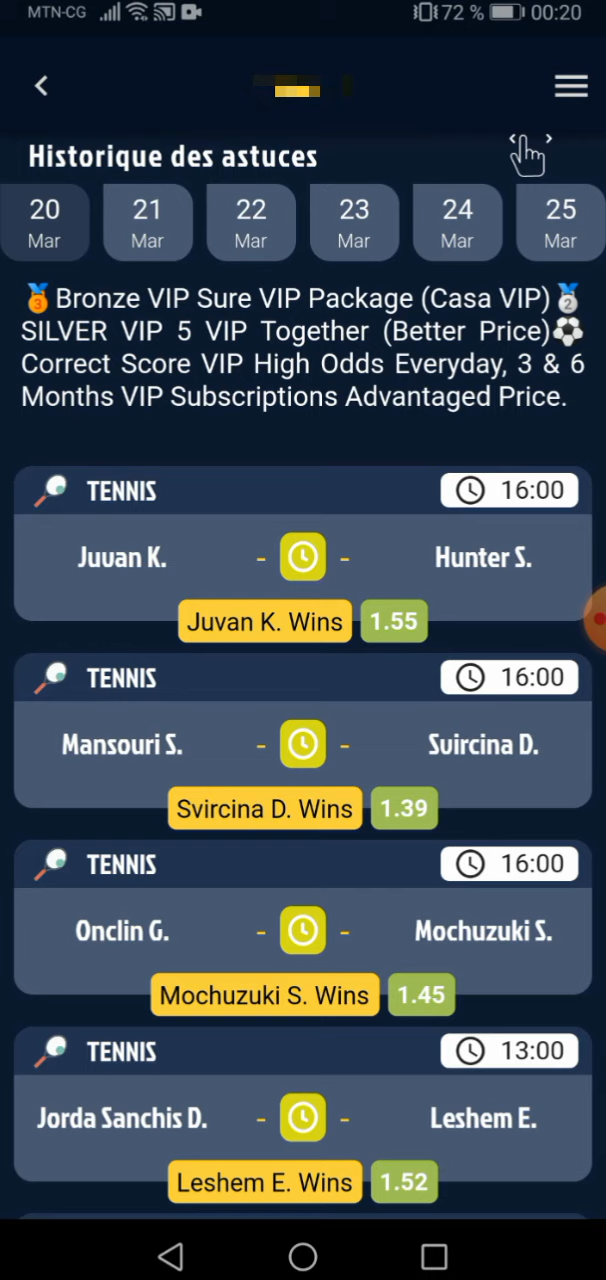 MTN-CG 72 % 00:20
Historique des astuces
20 21 22 23 24 25
Mar Mar Mar Mar Mar Mar
🥉Bronze VIP Sure VIP Package (Casa VIP)🥈
SILVER VIP 5 VIP Together (Better Price)⚽
Correct Score VIP High Odds Everyday, 3 & 6
Months VIP Subscriptions Advantaged Price.
TENNIS 16:00
Juvan K. - - Hunter S.
Juvan K. Wins 1.55
TENNIS 16:00
Mansouri S. - - Svircina D.
Svircina D. Wins 1.39
TENNIS 16:00
Onclin G. - - Mochuzuki S.
Mochuzuki S. Wins 1.45
TENNIS 13:00
Jorda Sanchis D. - - Leshem E.
Leshem E. Wins 1.52